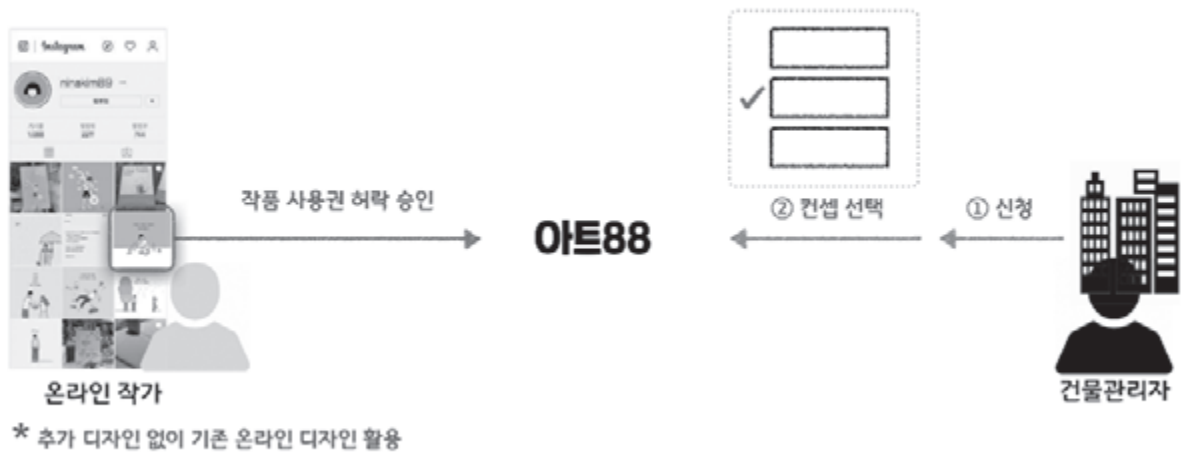 Instagram
ninakim89
작품 사용권 허락 승인
아트88
② 컨셉 선택
① 신청
온라인 작가
건물관리자
* 추가 디자인 없이 기존 온라인 디자인 활용